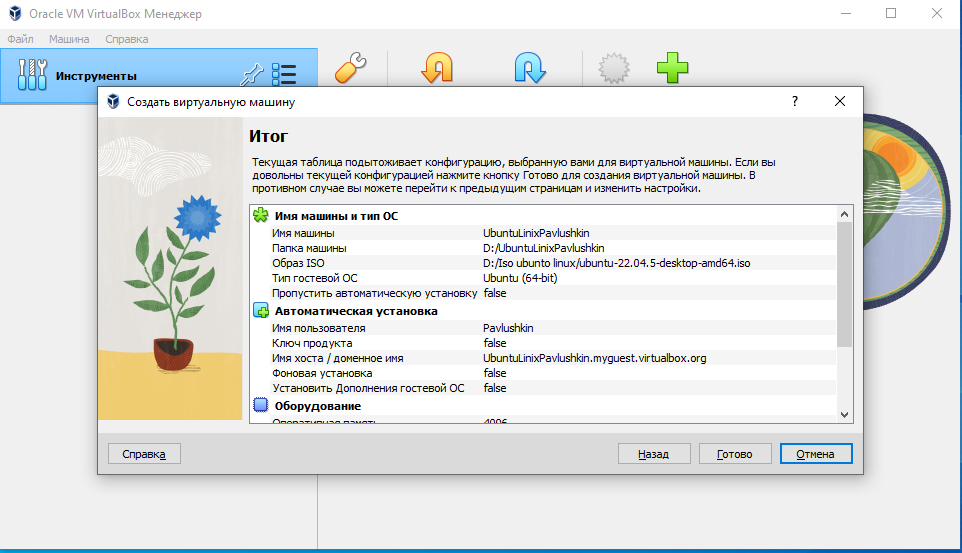 Oracle VM VirtualBox Менеджер
Файл Машина Справка
Инструменты
Создать виртуальную машину
?
Итог
Текущая таблица подытоживает конфигурацию, выбранную вами для виртуальной машины. Если вы
довольны текущей конфигурацией нажмите кнопку Готово для создания виртуальной машины. В
противном случае вы можете перейти к предыдущим страницам и изменить настройки.
Имя машины и тип ОС
Имя машины UbuntuLinixPavlushkin
Папка машины D:/UbuntuLinixPavlushkin
Образ ISO D:/Iso ubunto linux/ubuntu-22.04.5-desktop-amd64.iso
Тип гостевой ОС Ubuntu (64-bit)
Пропустить автоматическую установку false
Автоматическая установка
Имя пользователя Pavlushkin
Ключ продукта false
Имя хоста / доменное имя UbuntuLinixPavlushkin.myguest.virtualbox.org
Фоновая установка false
Установить Дополнения гостевой ОС false
Оборудование
Оперативная память 4096
Справка Назад Готово Отмена